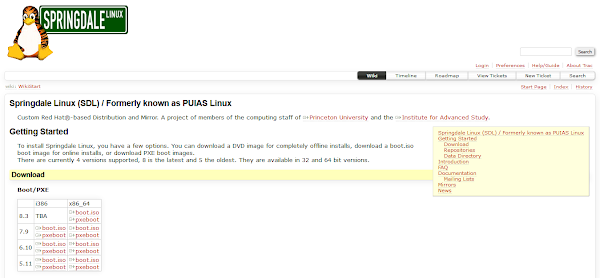 SPRINGDALE LINUX
Search
Login Preferences Help/Guide About Trac
Wiki Timeline Roadmap View Tickets New Ticket Search
wiki: WikiStart
Start Page Index History
Springdale Linux (SDL) / Formerly known as PUIAS Linux
Custom Red Hat®-based Distribution and Mirror. A project of members of the computing staff of Princeton University and the Institute for Advanced Study.
Getting Started
To install Springdale Linux, you have a few options. You can download a DVD image for completely offline installs, download a boot.iso
boot image for online installs, or download PXE boot images.
There are currently 4 versions supported, 8 is the latest and 5 the oldest. They are available in 32 and 64 bit versions.
Springdale Linux (SDL) / Formerly known as PUIAS Linux
Getting Started
Download
Repositories
Data Directory
Introduction
FAQ
Documentation
Mailing Lists
Mirrors
News
Download
Boot/PXE
i386 x86_64
8.3 TBA boot.iso
pxeboot
7.9 boot.iso boot.iso
pxeboot pxeboot
6.10 boot.iso boot.iso
pxeboot pxeboot
5.11 boot.iso boot.iso
pxeboot pxeboot